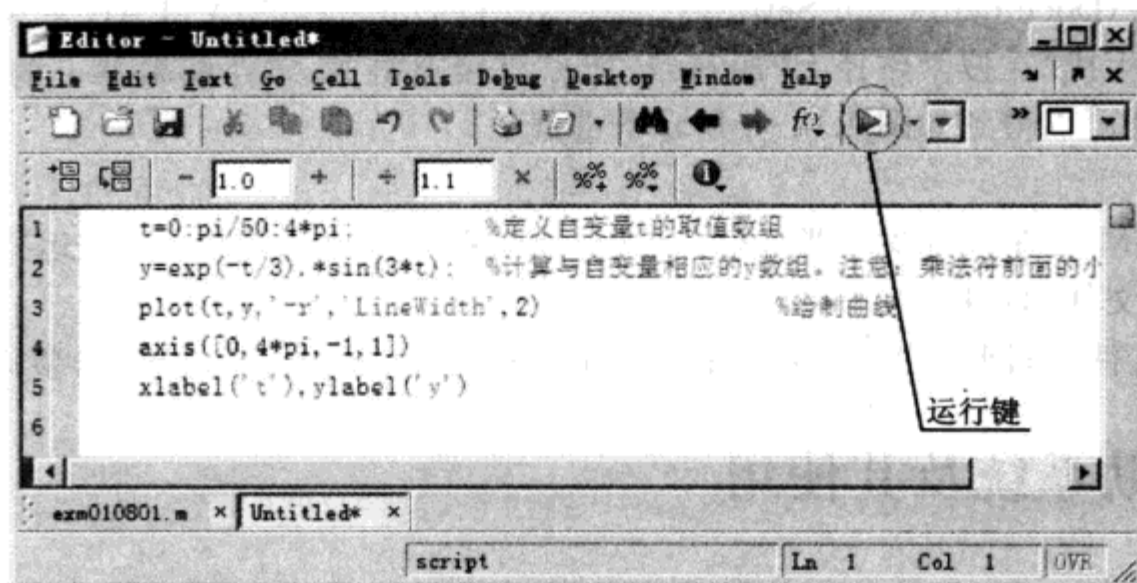 Editor - Untitled*
File Edit Text Go Cell Tools Debug Desktop Window Help
1.0 1.1
1 t=0:pi/50:4*pi; %定义自变量t的取值数组
2 y=exp(-t/3).*sin(3*t); %计算与自变量相应的y数组。注意：乘法符前面的小
3 plot(t,y,'-r','LineWidth',2) %绘制曲线
4 axis([0,4*pi,-1,1])
5 xlabel('t'),ylabel('y')
6
运行键
exm010801.m × Untitled* ×
script Ln 1 Col 1 OVR